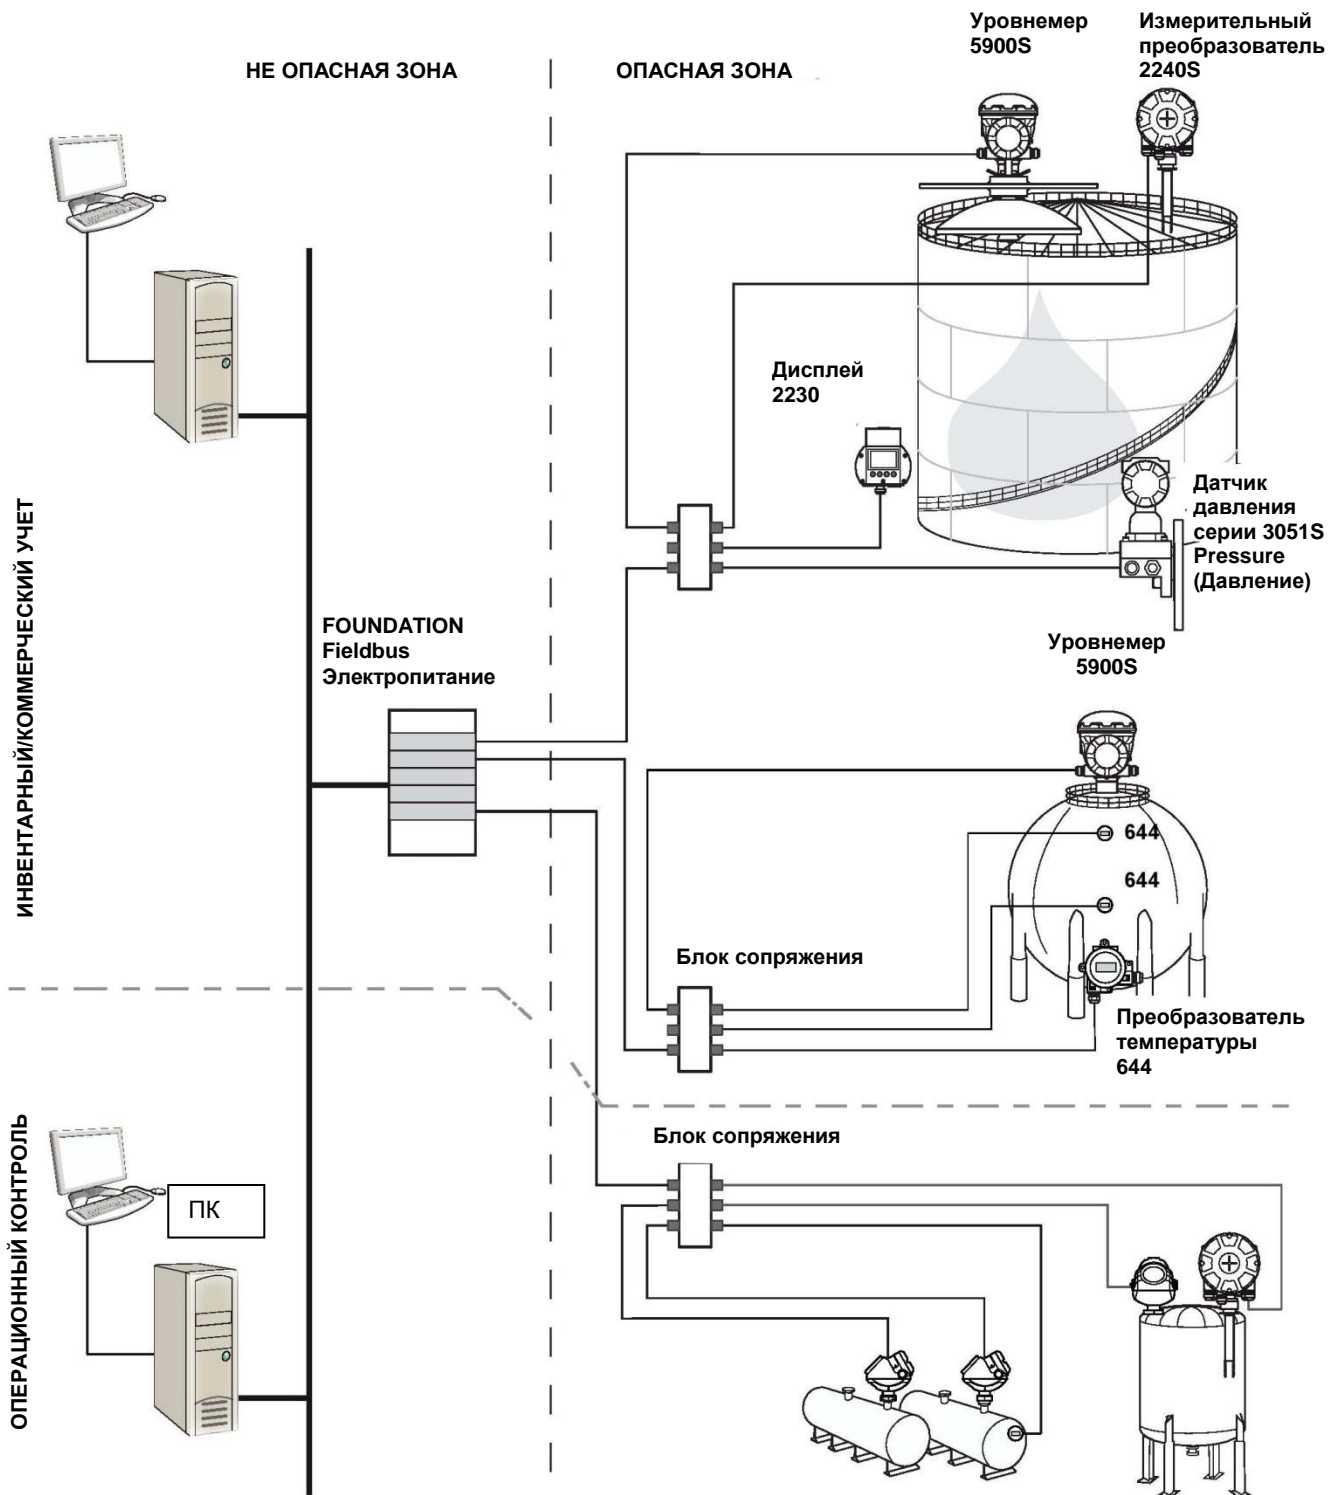 Уровнемер
5900S
Измерительный
преобразователь
2240S
НЕ ОПАСНАЯ ЗОНА
ОПАСНАЯ ЗОНА
Дисплей
2230
Датчик
давления
серии 3051S
Pressure
(Давление)
ИНВЕНТАРНЫЙ/КОММЕРЧЕСКИЙ УЧЕТ
FOUNDATION
Fieldbus
Электропитание
Уровнемер
5900S
644
644
Блок сопряжения
Преобразователь
температуры
644
ОПЕРАЦИОННЫЙ КОНТРОЛЬ
Блок сопряжения
ПК